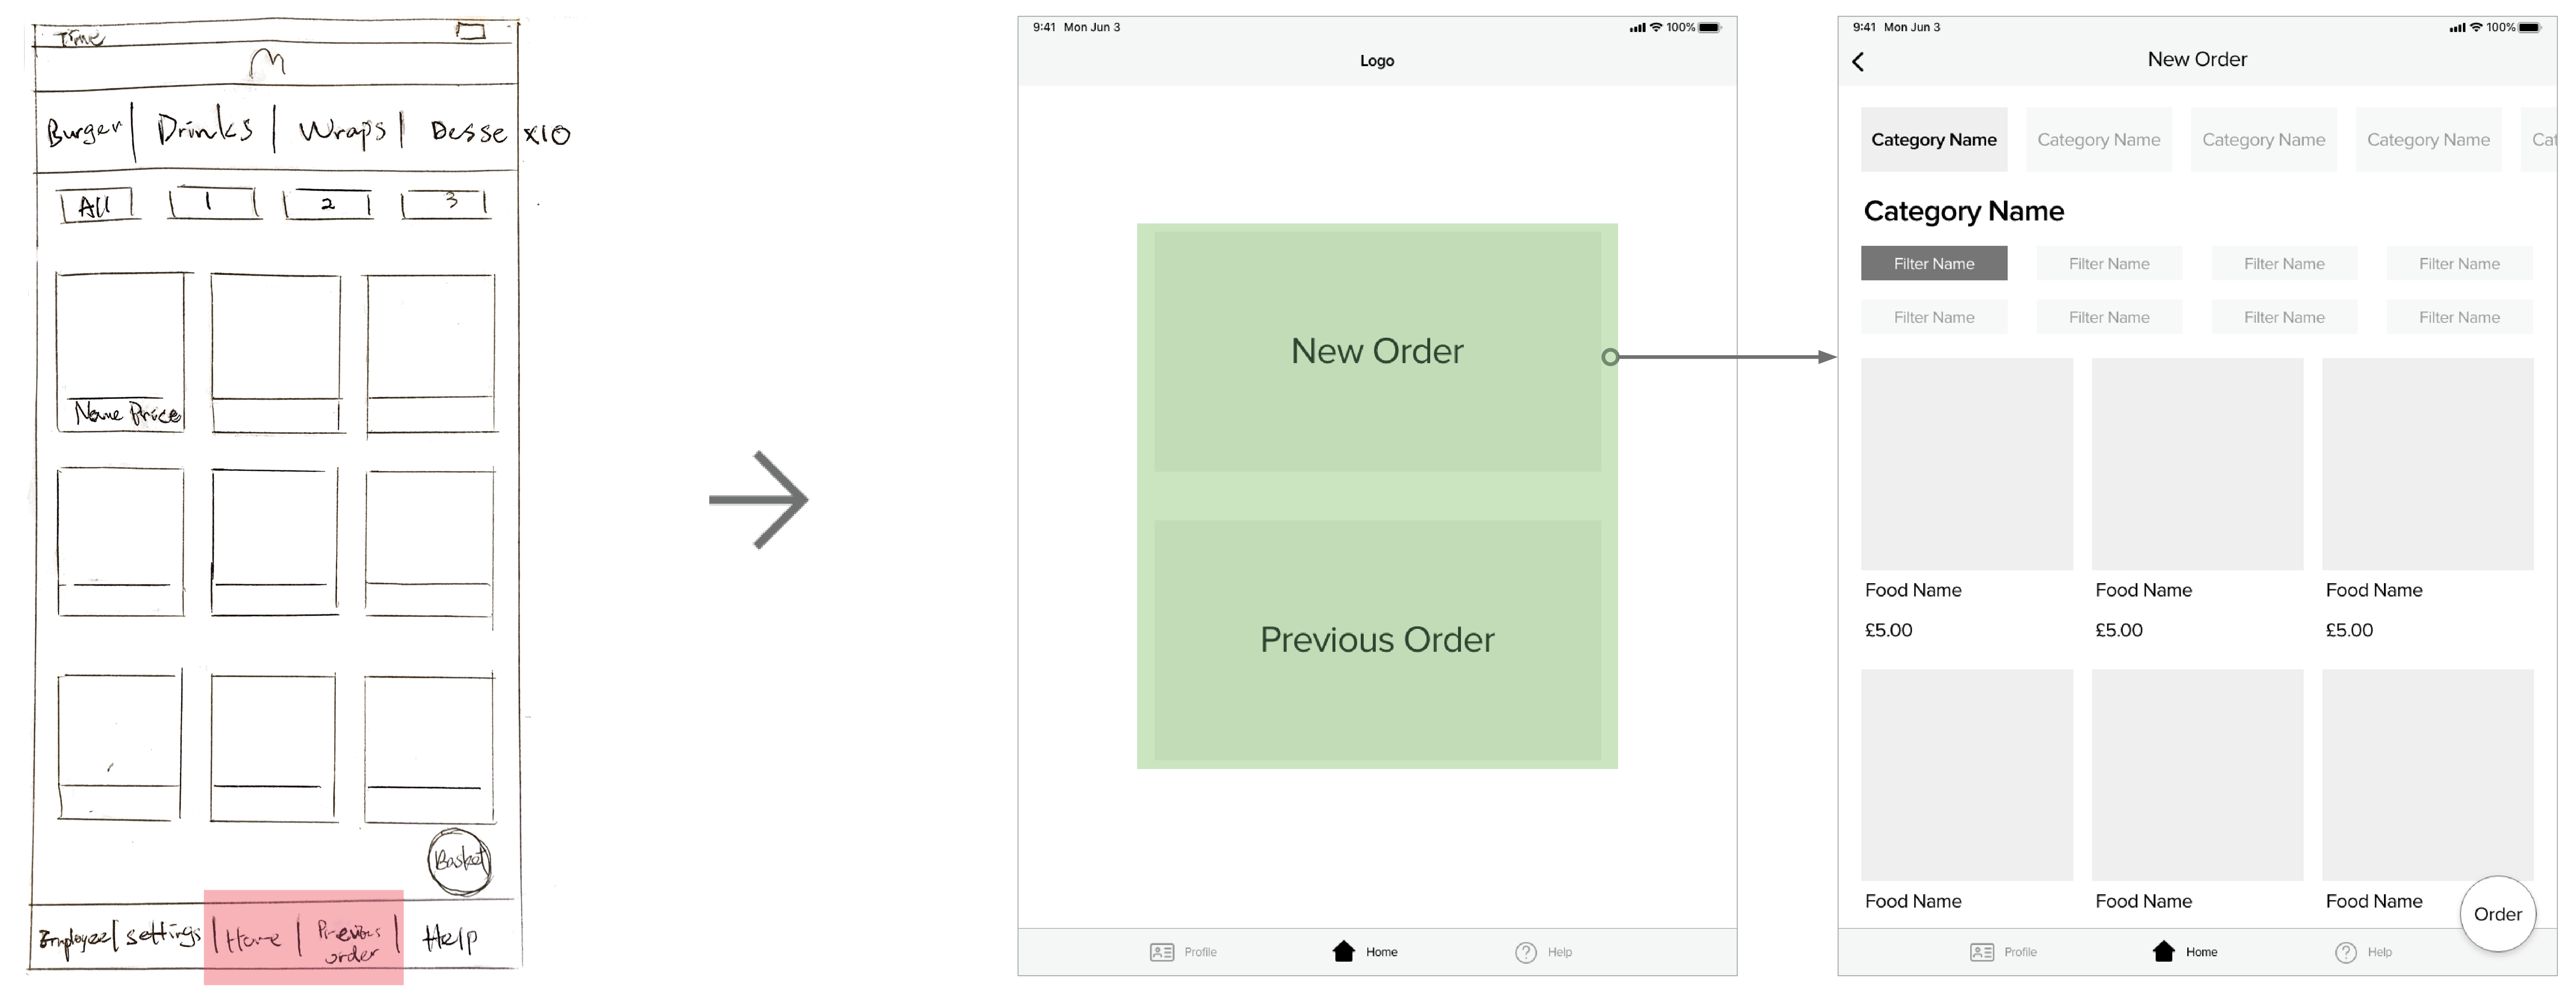 Time
M
Burger | Drinks | Wraps | Desse x10
All 1 2 3
Name Price
Basket
Employee | settings | Home | Previous order | Help
9:41 Mon Jun 3 100%
Logo
New Order
Previous Order
Profile Home Help
9:41 Mon Jun 3 100%
New Order
Category Name Category Name Category Name Category Name Cat
Category Name
Filter Name Filter Name Filter Name Filter Name
Filter Name Filter Name Filter Name Filter Name
Food Name Food Name Food Name
£5.00 £5.00 £5.00
Food Name Food Name Food Name
Order
Profile Home Help